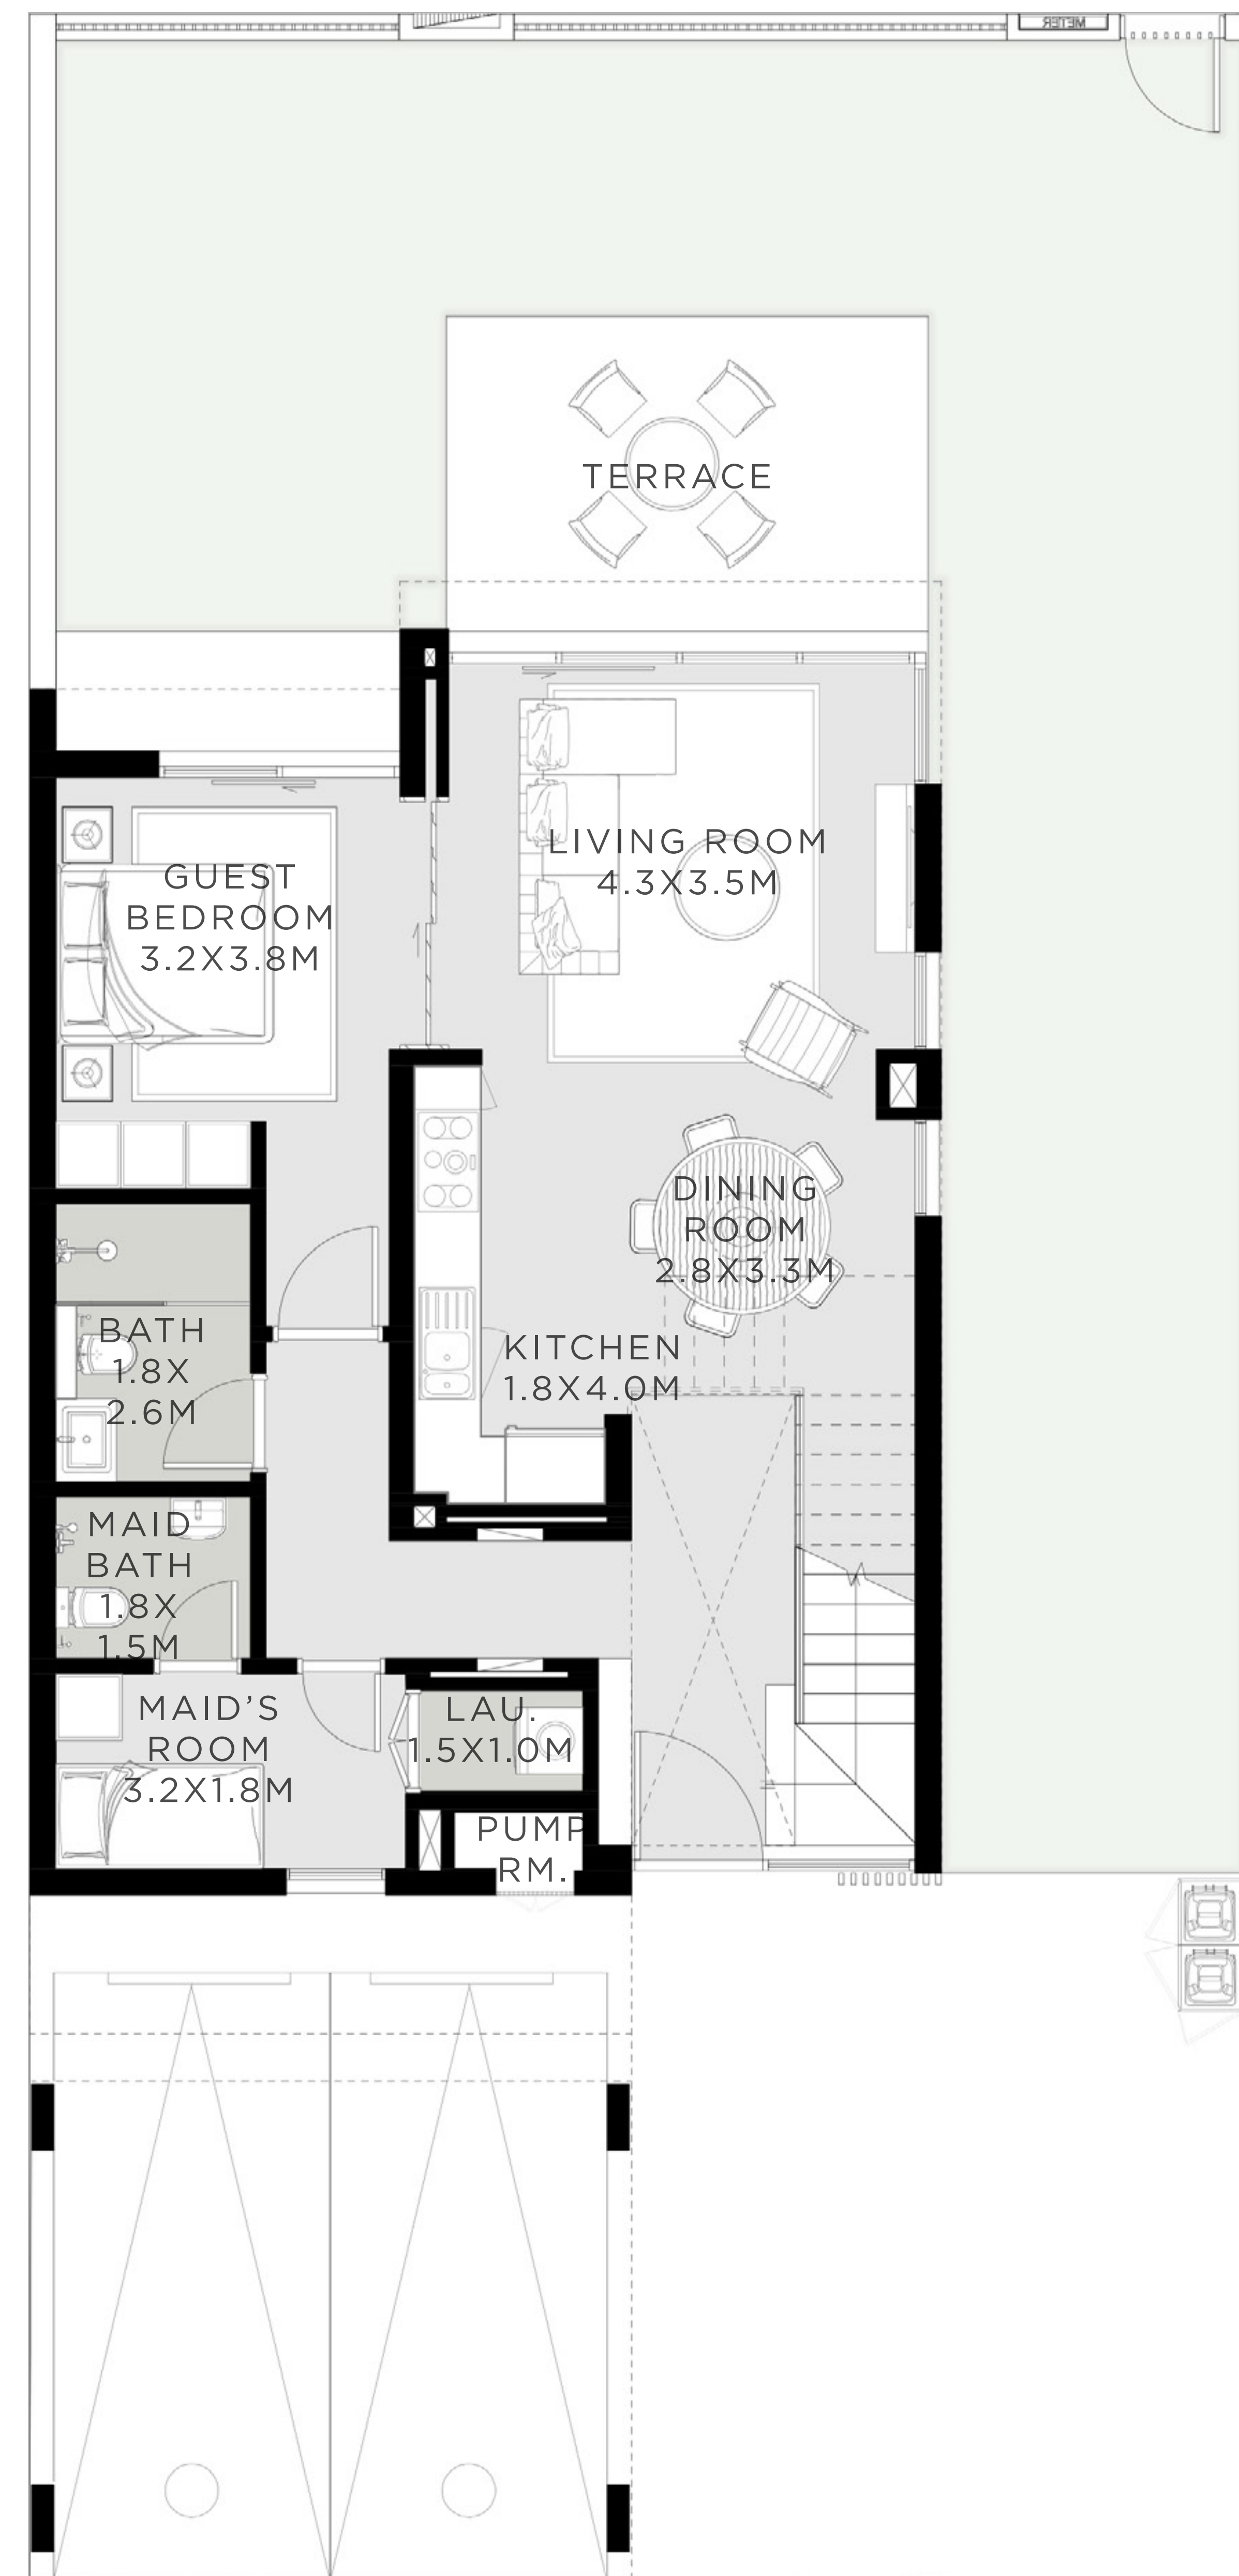 METER
TERRACE
LIVING ROOM
4.3X3.5M
GUEST
BEDROOM
3.2X3.8M
DINING
ROOM
2.8X3.3M
KITCHEN
1.8X4.0M
BATH
1.8X
2.6M
MAID
BATH
1.8X
1.5M
MAID'S
ROOM
3.2X1.8M
LAU.
1.5X1.0M
PUMP
RM.